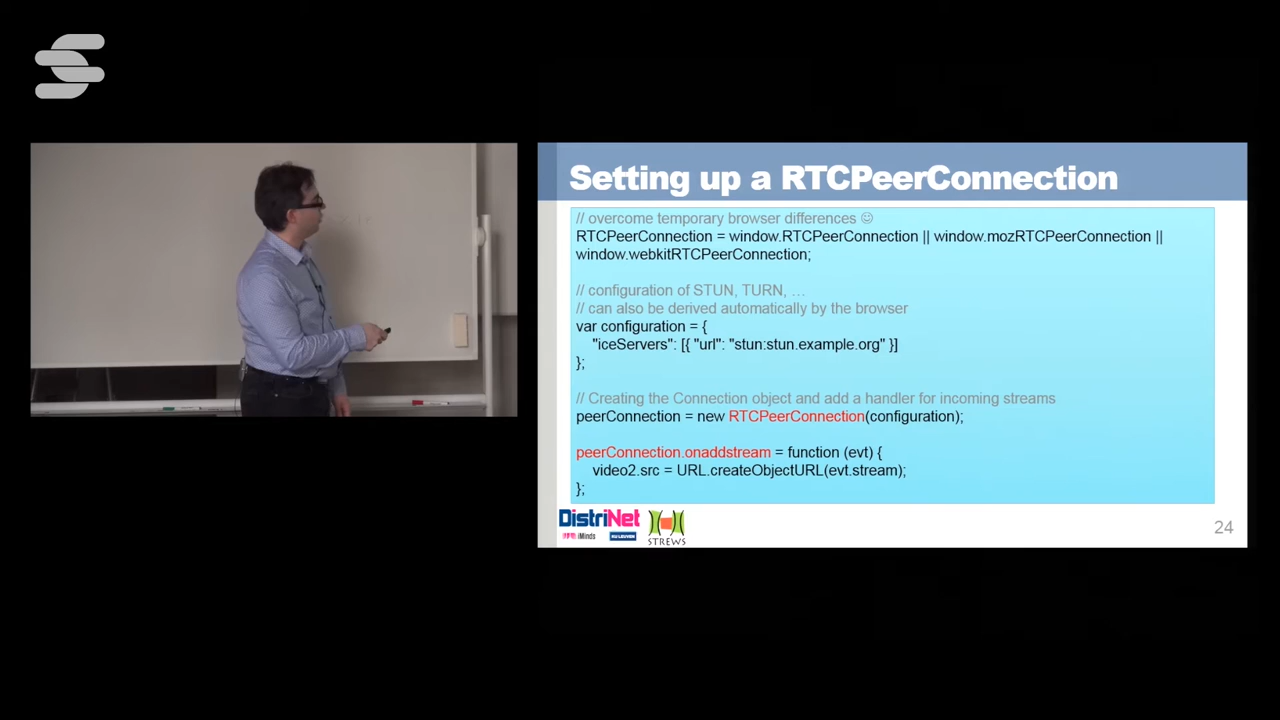 Setting up a RTCPeerConnection
// overcome temporary browser differences ☺
RTCPeerConnection = window.RTCPeerConnection || window.mozRTCPeerConnection ||
window.webkitRTCPeerConnection;
// configuration of STUN, TURN, …
// can also be derived automatically by the browser
var configuration = {
"iceServers": [{ "url": "stun:stun.example.org" }]
};
// Creating the Connection object and add a handler for incoming streams
peerConnection = new RTCPeerConnection(configuration);
peerConnection.onaddstream = function (evt) {
video2.src = URL.createObjectURL(evt.stream);
};
DistriNet
iMinds
KU LEUVEN
STREWS
24